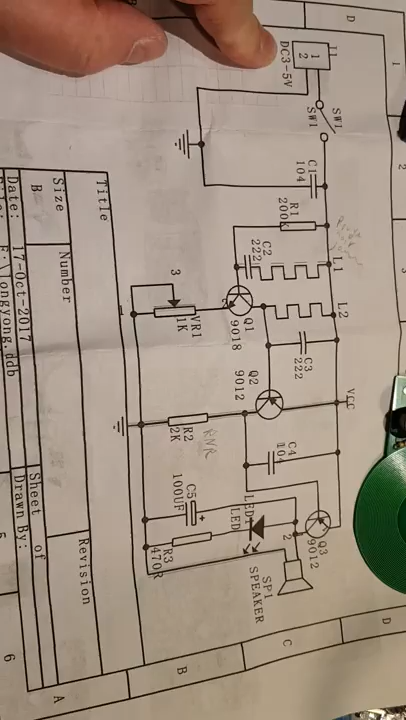 D
1
J1
1
2
DC3-5V
SW1
SW1
2
C1
104
R1
200K
C2
222
L1
L2
3
VR1
1K
Q1
9018
C3
222
Q2
9012
VCC
R2
2K
C4
104
C5
100UF
+
LED1
LED
R3
470R
2
Q3
9012
SP1
SPEAKER
Title
Size
B
Number
Revision
Date:
17-Oct-2017
Sheet of
Drawn By:
5
6
A
B
C
D